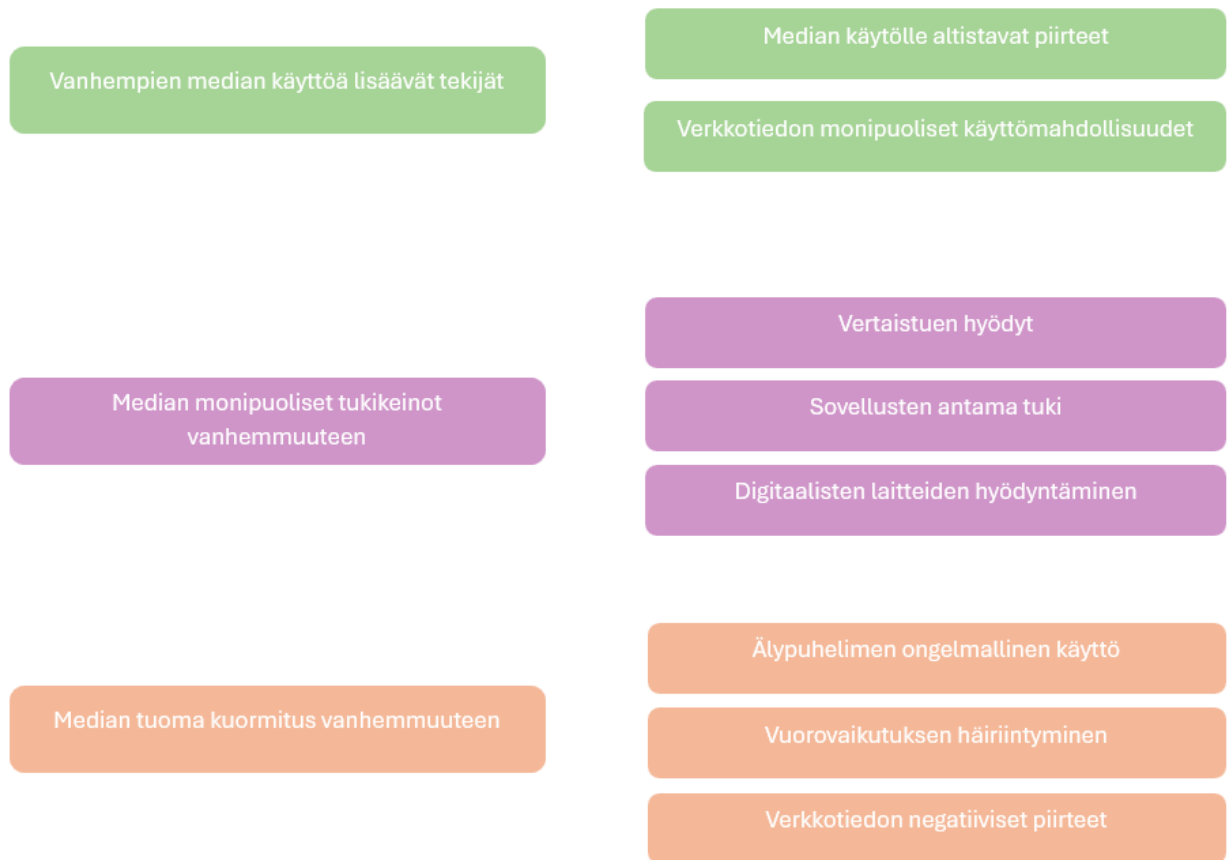 Vanhempien median käyttöä lisäävät tekijät
Median käytölle altistavat piirteet
Verkkotiedon monipuoliset käyttömahdollisuudet
Median monipuoliset tukikeinot
vanhemmuuteen
Vertaistuen hyödyt
Sovellusten antama tuki
Digitaalisten laitteiden hyödyntäminen
Median tuoma kuormitus vanhemmuuteen
Älypuhelimen ongelmallinen käyttö
Vuorovaikutuksen häiriintyminen
Verkkotiedon negatiiviset piirteet